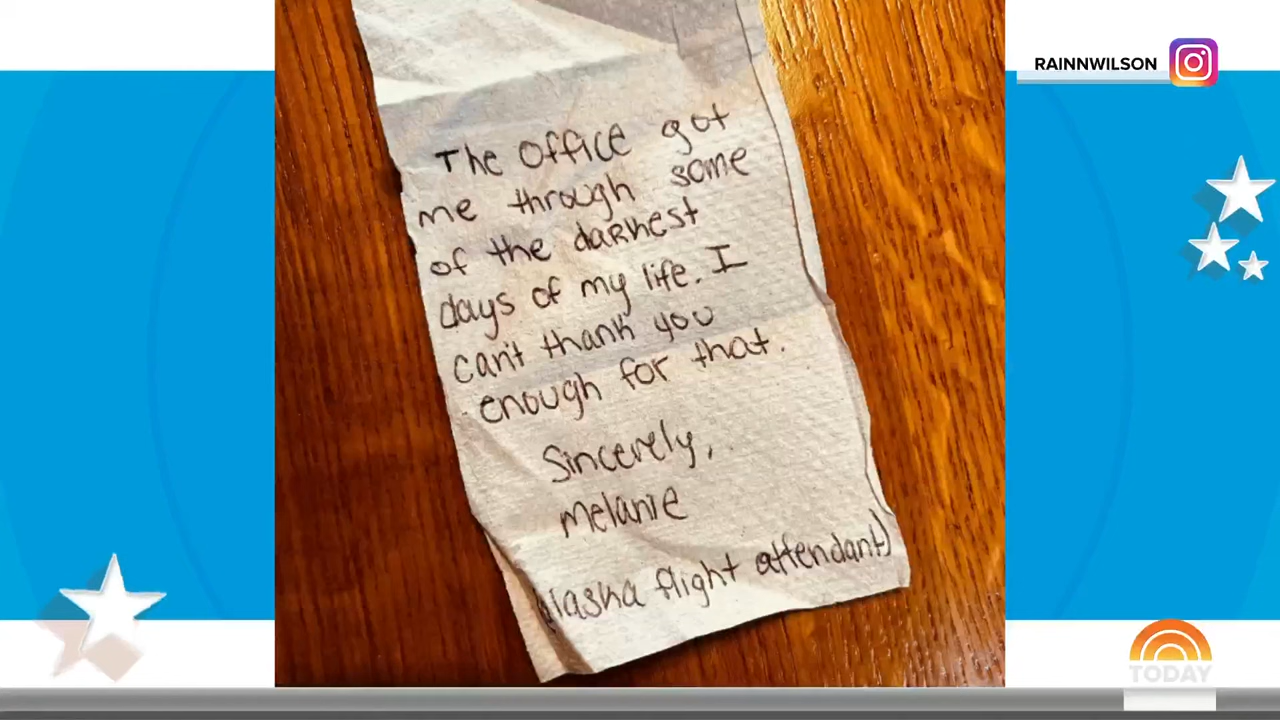 RAINNWILSON
The Office got
me through some
of the darkest
days of my life. I
can't thank you
enough for that.
Sincerely,
Melanie
Alaska flight attendant)
TODAY